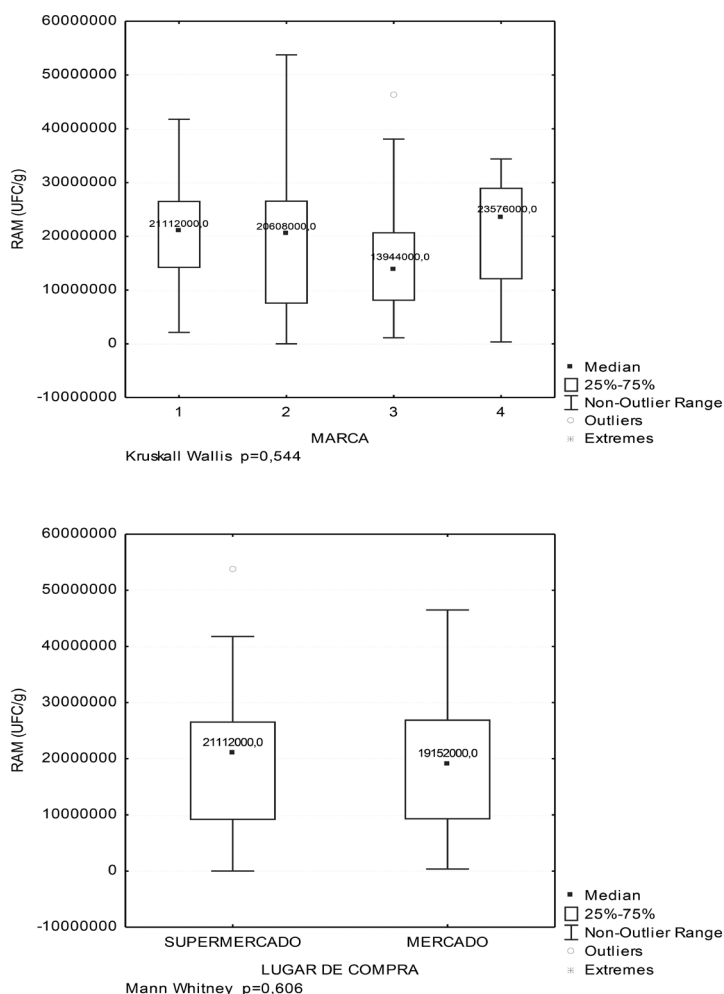 60000000
50000000
40000000
30000000
20000000
10000000
0
-10000000
RAM (UFC/g)
21112000,0
20608000,0
13944000,0
23576000,0
1 2 3 4
MARCA
Kruskall Wallis p=0,544
Median
25%-75%
Non-Outlier Range
Outliers
Extremes
60000000
50000000
40000000
30000000
20000000
10000000
0
-10000000
RAM (UFC/g)
21112000,0
19152000,0
SUPERMERCADO MERCADO
LUGAR DE COMPRA
Mann Whitney p=0,606
Median
25%-75%
Non-Outlier Range
Outliers
Extremes